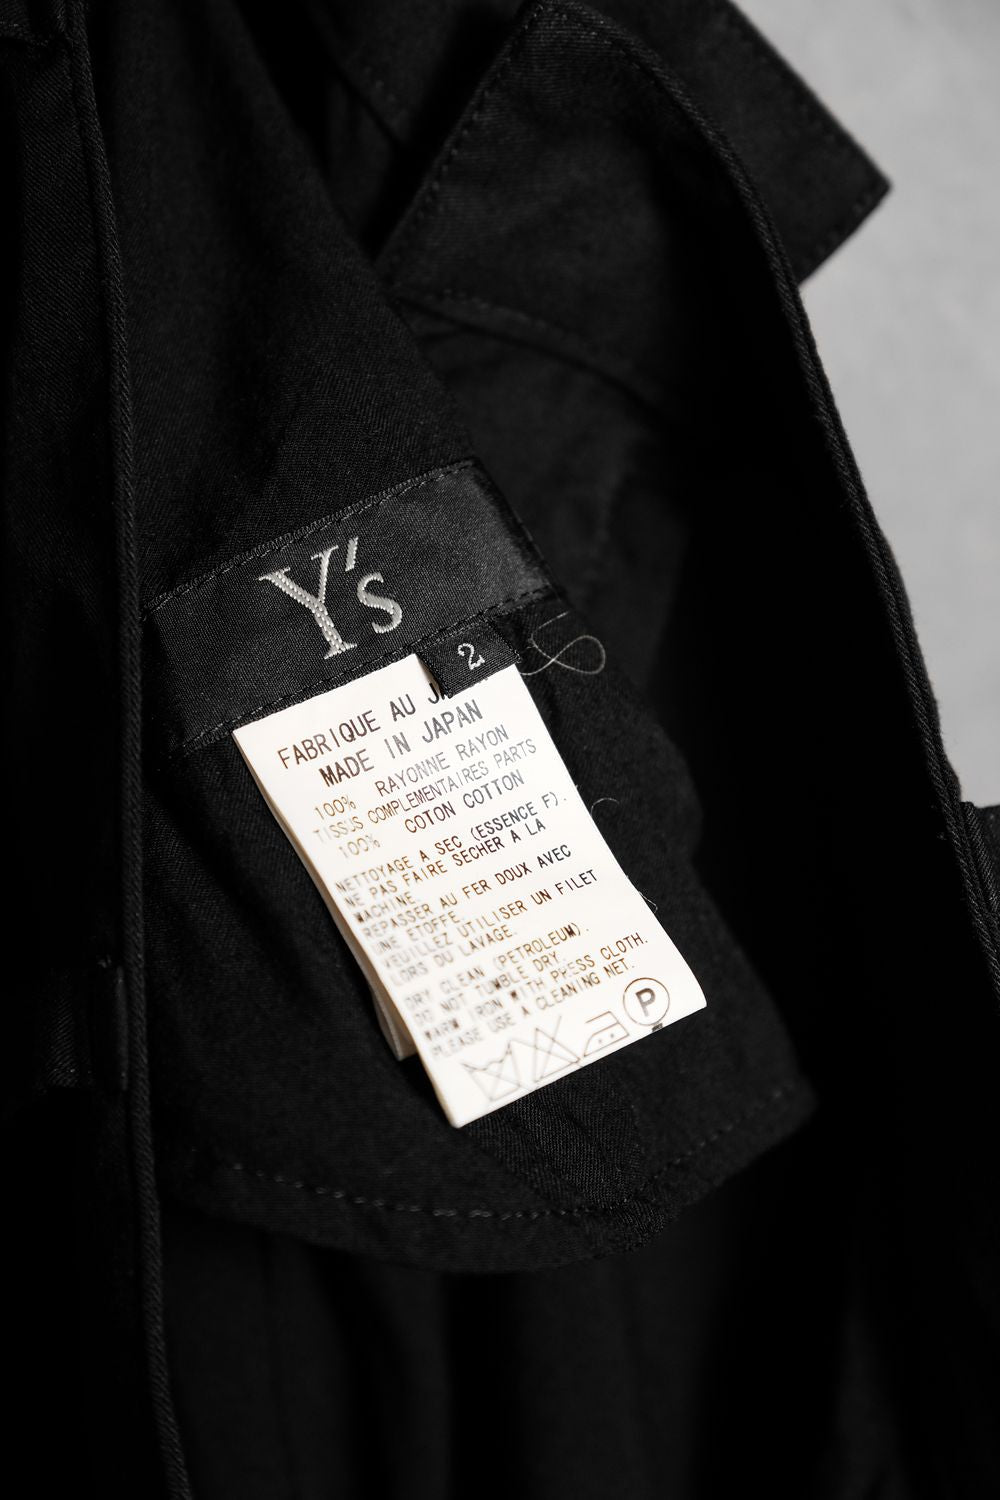 Y's
2
FABRIQUE AU
MADE IN JAPAN
100% RAYONNE RAYON
TISSUS COMPLEMENTAIRES PARTS
100% COTON COTTON
NETTOYAGE A SEC (ESSENCE F).
NE PAS FAIRE SECHER A LA
MACHINE.
REPASSER AU FER DOUX AVEC
UNE ETOFFE.
VEUILLEZ UTILISER UN FILET
LORS DU LAVAGE.
DRY CLEAN (PETROLEUM).
DO NOT TUMBLE DRY.
WARM IRON WITH PRESS CLOTH.
PLEASE USE A CLEANING NET.
P